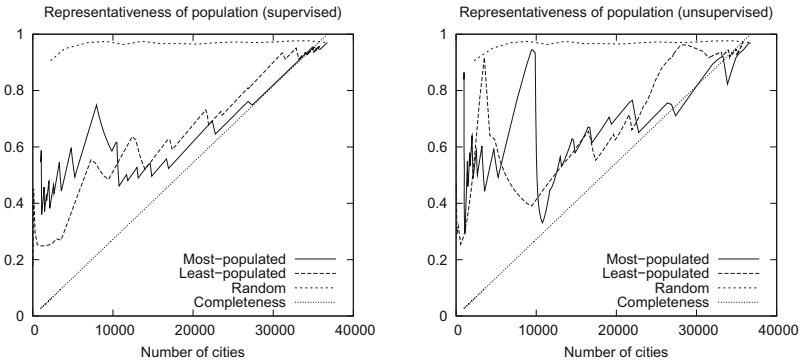 Representativeness of population (supervised)
1
0.8
0.6
0.4
0.2
0
0 10000 20000 30000 40000
Number of cities
Most−populated
Least−populated
Random
Completeness
Representativeness of population (unsupervised)
1
0.8
0.6
0.4
0.2
0
0 10000 20000 30000 40000
Number of cities
Most−populated
Least−populated
Random
Completeness